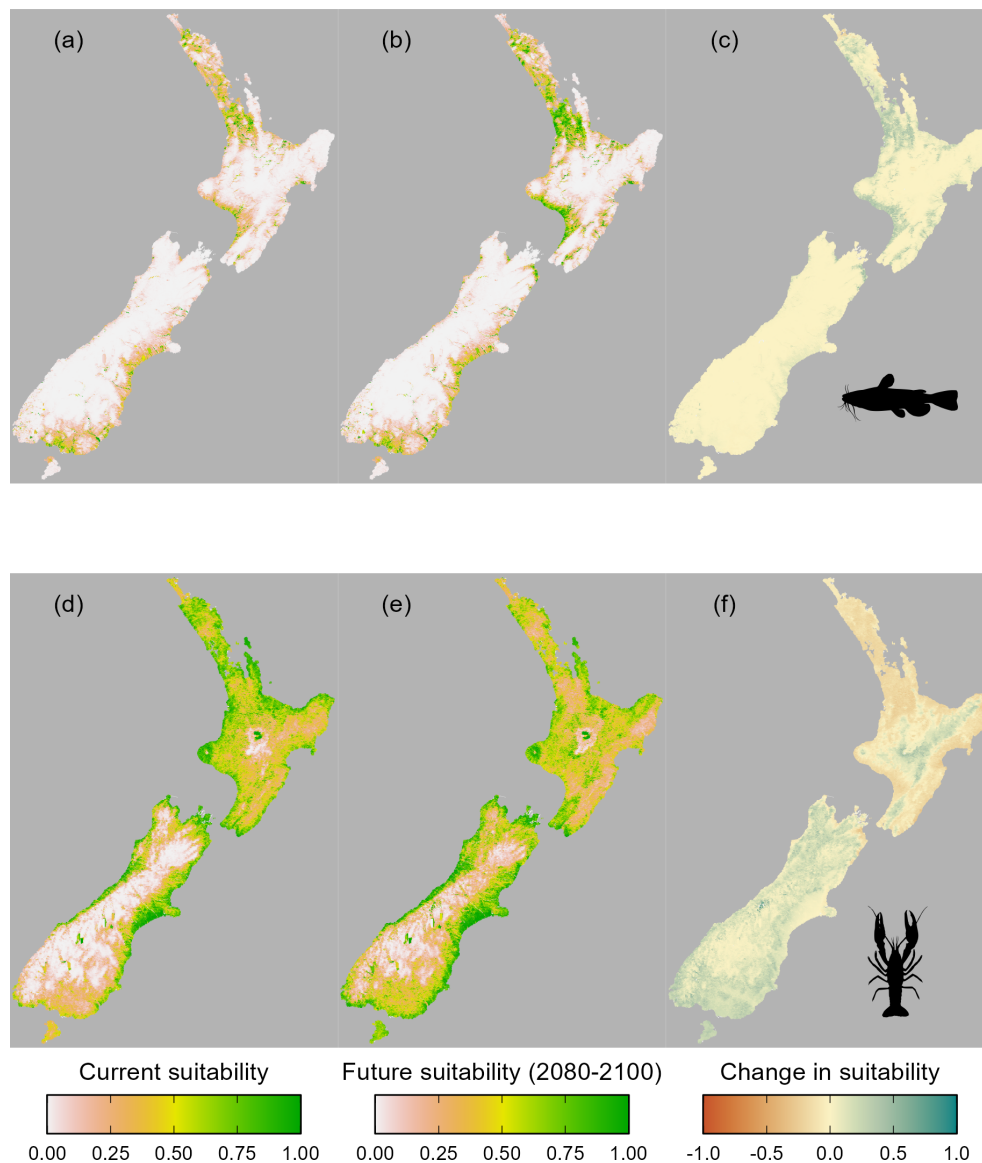 (a) (b) (c)
(d) (e) (f)
Current suitability Future suitability (2080-2100) Change in suitability
0.00 0.25 0.50 0.75 1.00 0.00 0.25 0.50 0.75 1.00 -1.0 -0.5 0.0 0.5 1.0